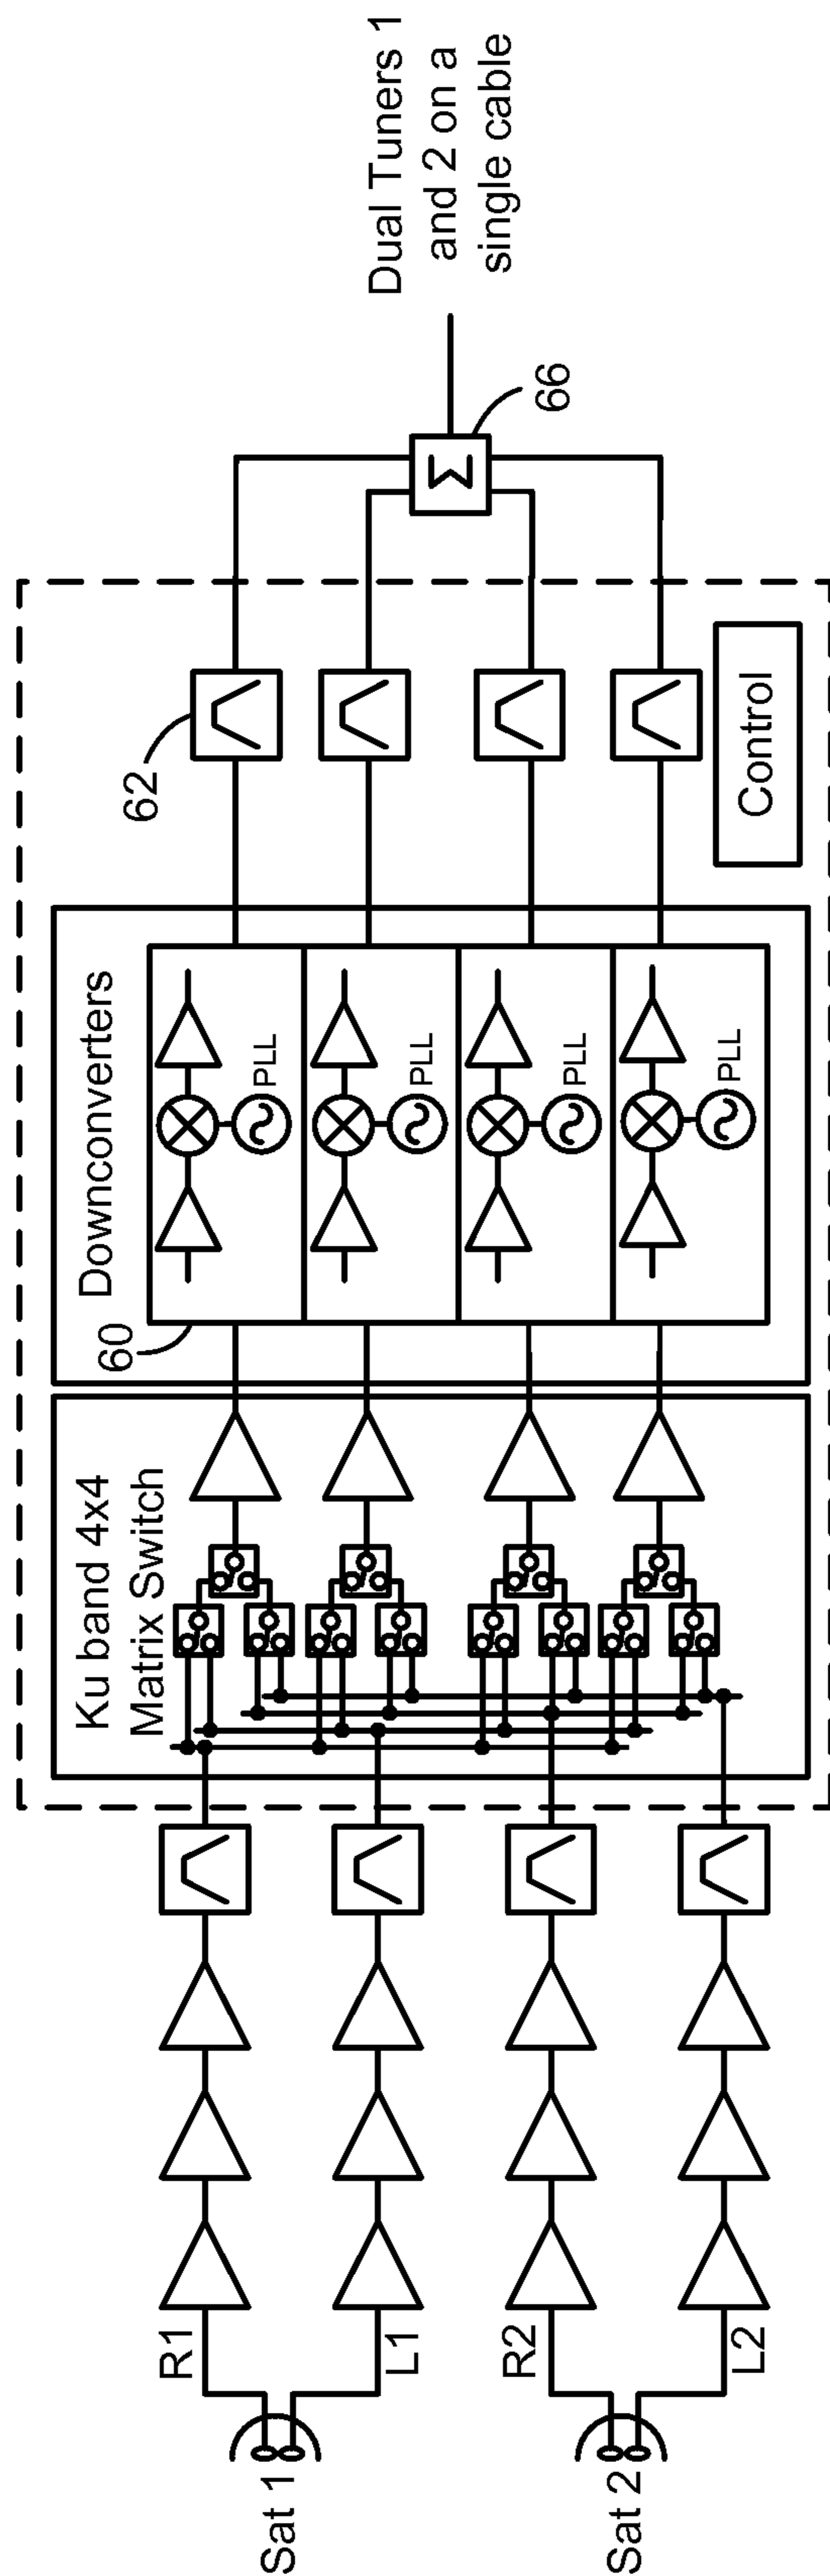 Sat 1
R1
L1
Sat 2
R2
L2
Ku band 4x4
Matrix Switch
60
Downconverters
PLL
PLL
PLL
PLL
62
Control
66
Dual Tuners 1
and 2 on a
single cable
Σ